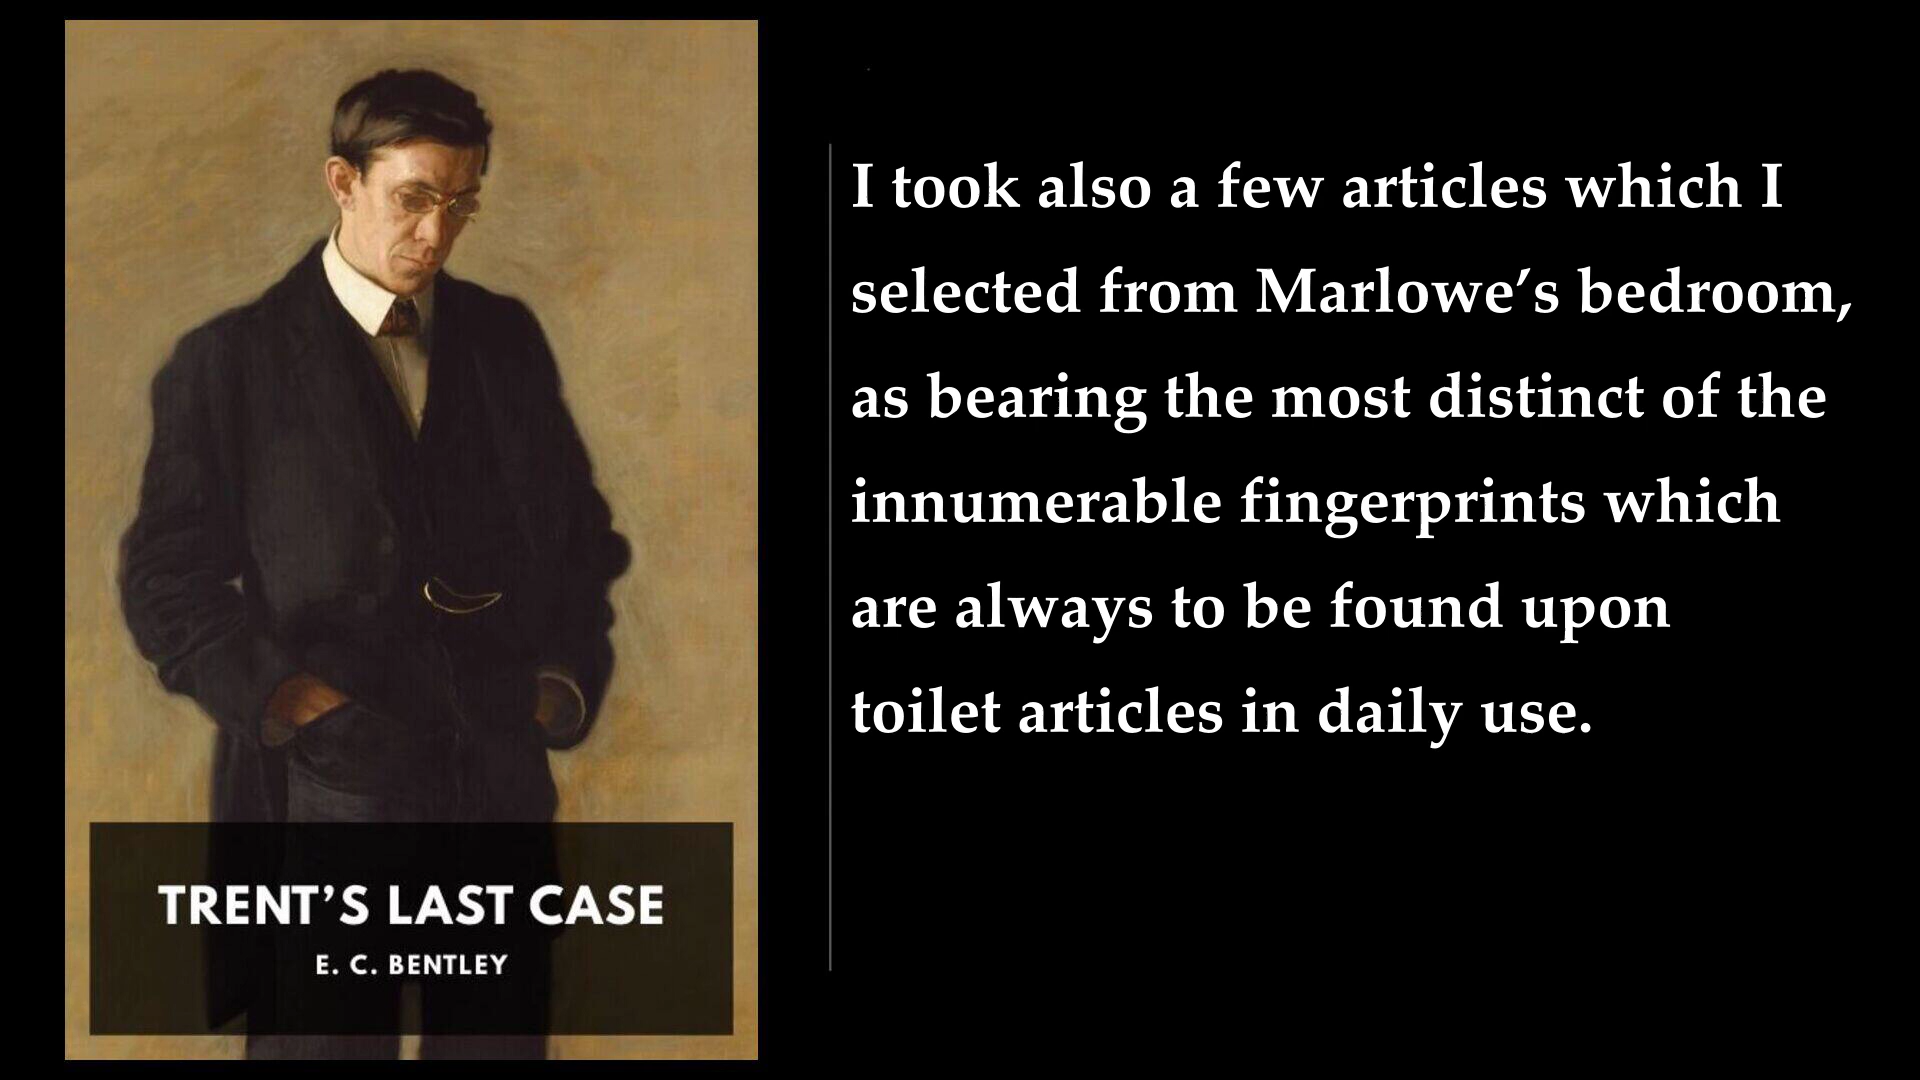 I took also a few articles which I
selected from Marlowe’s bedroom,
as bearing the most distinct of the
innumerable fingerprints which
are always to be found upon
toilet articles in daily use.
TRENT’S LAST CASE
E. C. BENTLEY